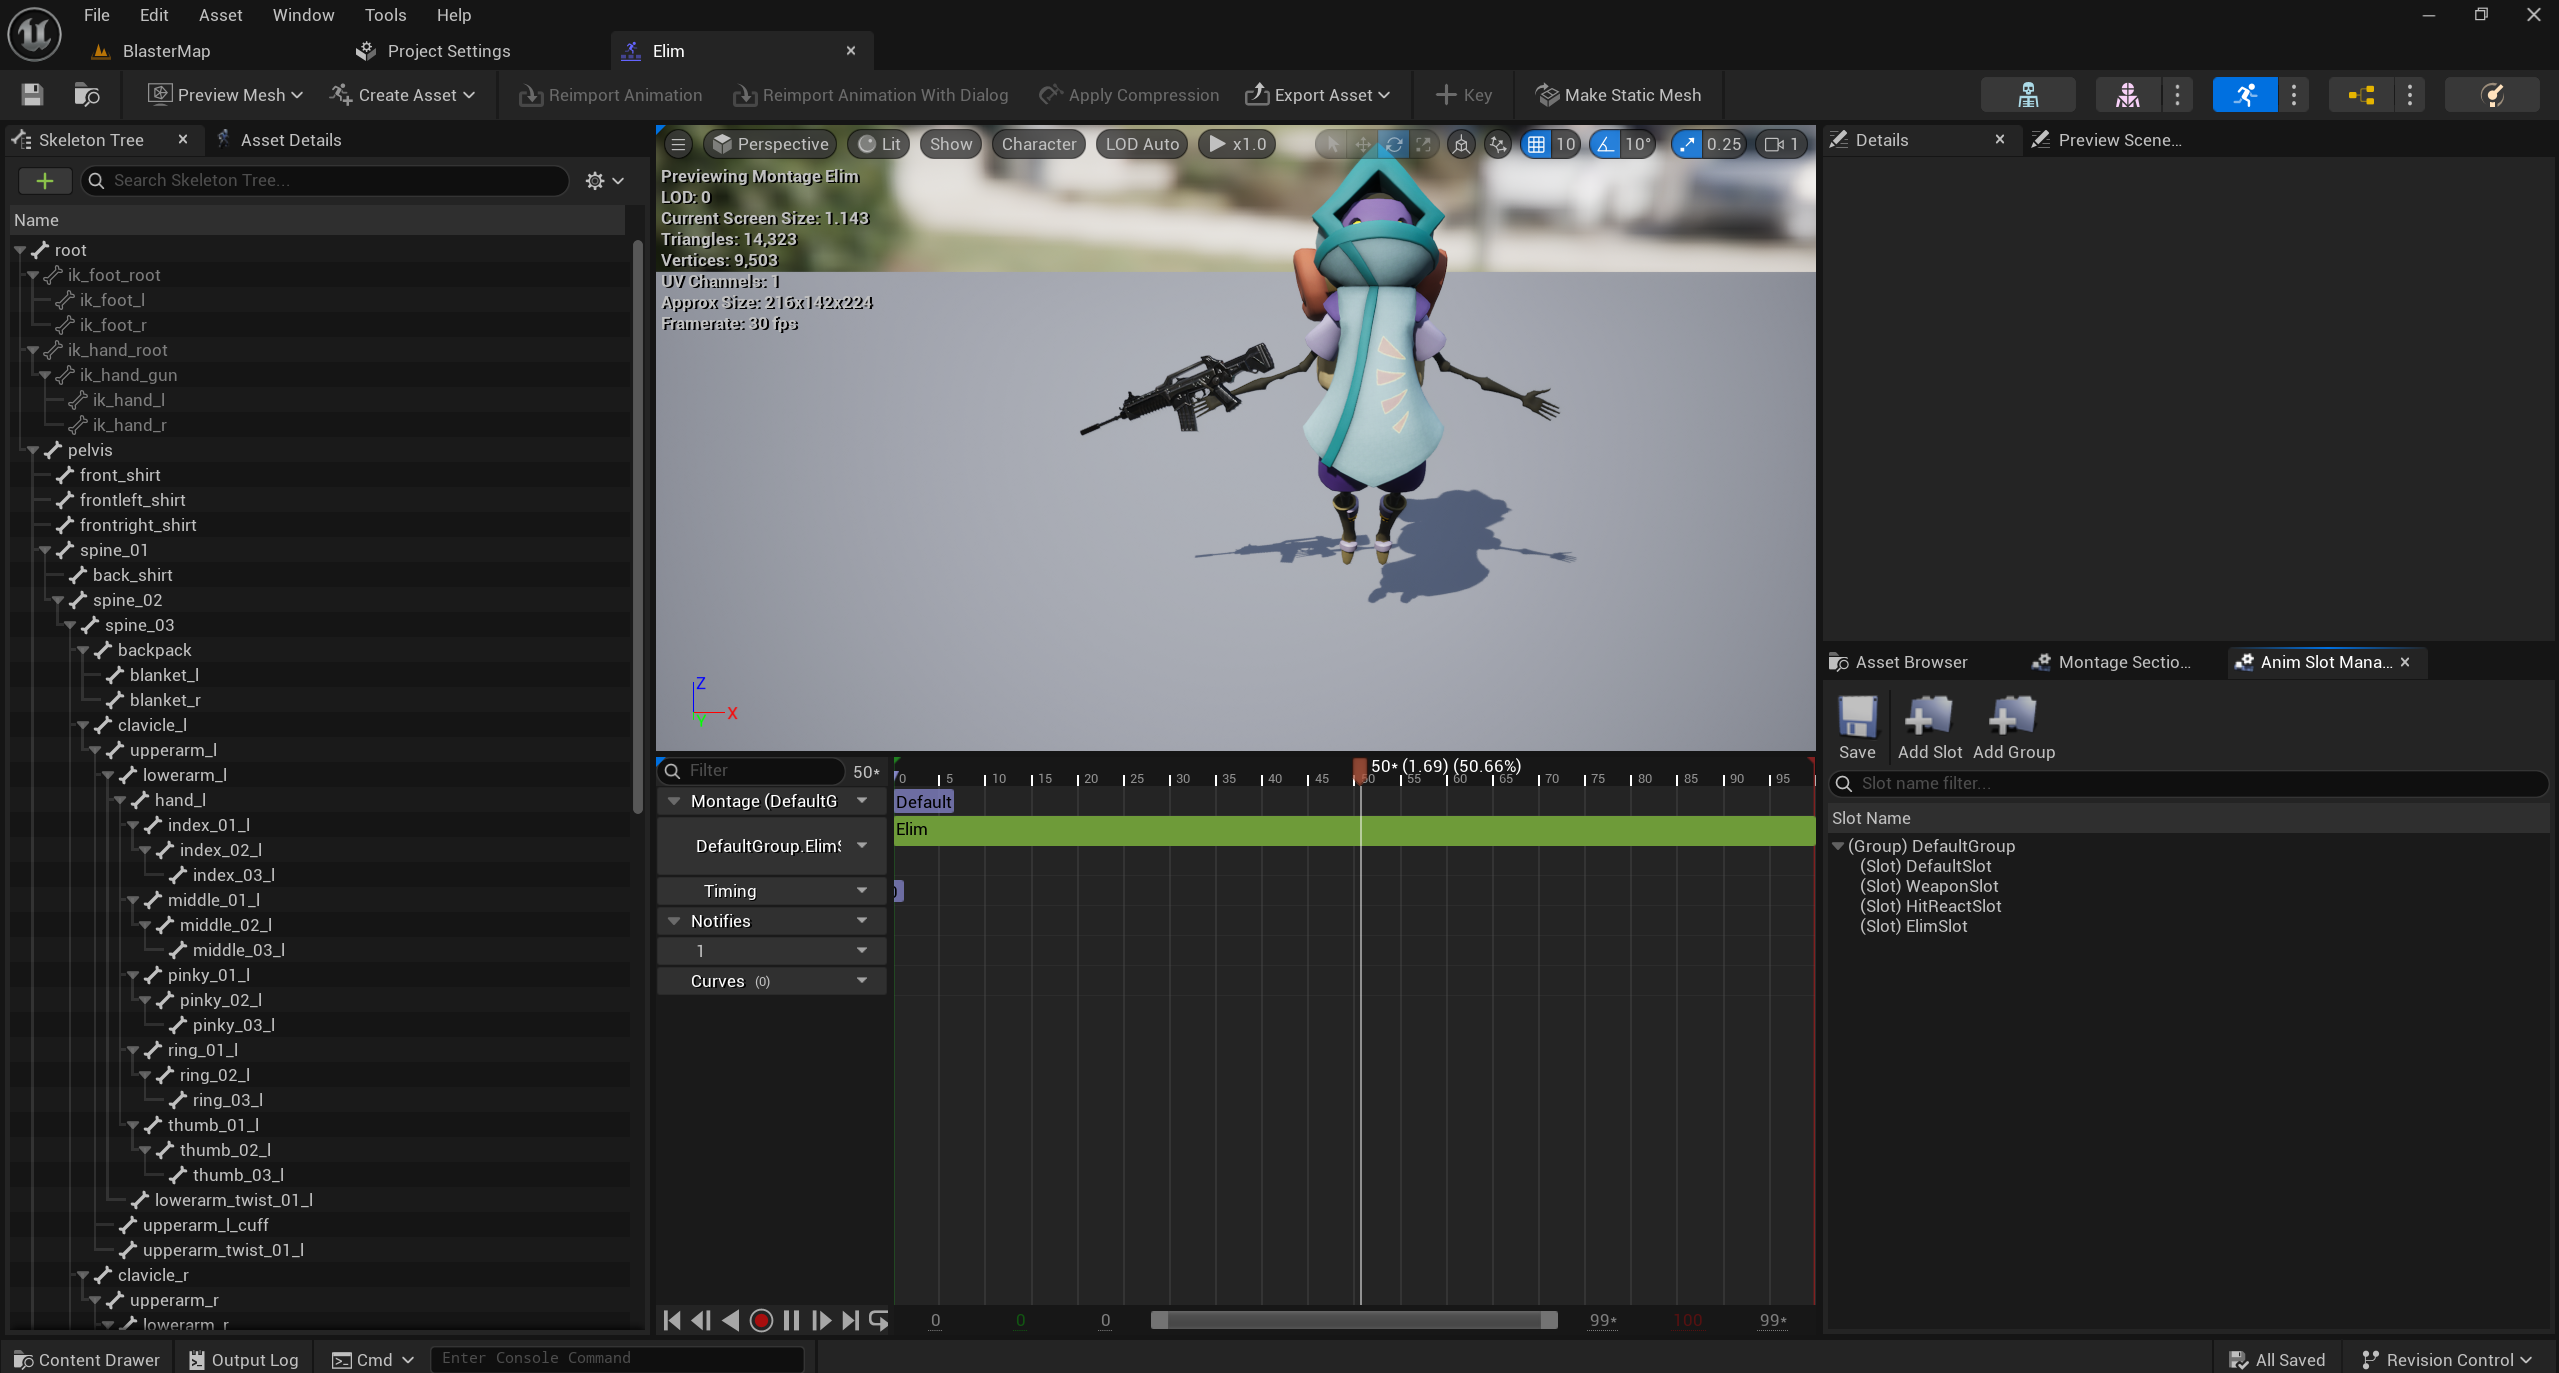 File Edit Asset Window Tools Help
BlasterMap Project Settings Elim
Preview Mesh Create Asset Reimport Animation Reimport Animation With Dialog Apply Compression Export Asset Key Make Static Mesh
Skeleton Tree Asset Details
Search Skeleton Tree...
Name
root
ik_foot_root
ik_foot_l
ik_foot_r
ik_hand_root
ik_hand_gun
ik_hand_l
ik_hand_r
pelvis
front_shirt
frontleft_shirt
frontright_shirt
spine_01
back_shirt
spine_02
spine_03
backpack
blanket_l
blanket_r
clavicle_l
upperarm_l
lowerarm_l
hand_l
index_01_l
index_02_l
index_03_l
middle_01_l
middle_02_l
middle_03_l
pinky_01_l
pinky_02_l
pinky_03_l
ring_01_l
ring_02_l
ring_03_l
thumb_01_l
thumb_02_l
thumb_03_l
lowerarm_twist_01_l
upperarm_l_cuff
upperarm_twist_01_l
clavicle_r
upperarm_r
lowerarm_r
Perspective Lit Show Character LOD Auto x1.0 10 10° 0.25 1
Previewing Montage Elim
LOD: 0
Current Screen Size: 1.143
Triangles: 14,323
Vertices: 9,503
UV Channels: 1
Approx Size: 216x142x224
Framerate: 30 fps
Z
X
Y
Filter 50*
50* (1.69) (50.66%)
0 5 10 15 20 25 30 35 40 45 50 55 60 65 70 75 80 85 90 95
Montage (DefaultG Default
Elim
DefaultGroup.ElimS
Timing
Notifies
1
Curves (0)
0 0 0 99* 100 99*
Details Preview Scene...
Asset Browser Montage Sectio... Anim Slot Mana...
Save Add Slot Add Group
Slot name filter...
Slot Name
(Group) DefaultGroup
(Slot) DefaultSlot
(Slot) WeaponSlot
(Slot) HitReactSlot
(Slot) ElimSlot
Content Drawer Output Log Cmd Enter Console Command All Saved Revision Control